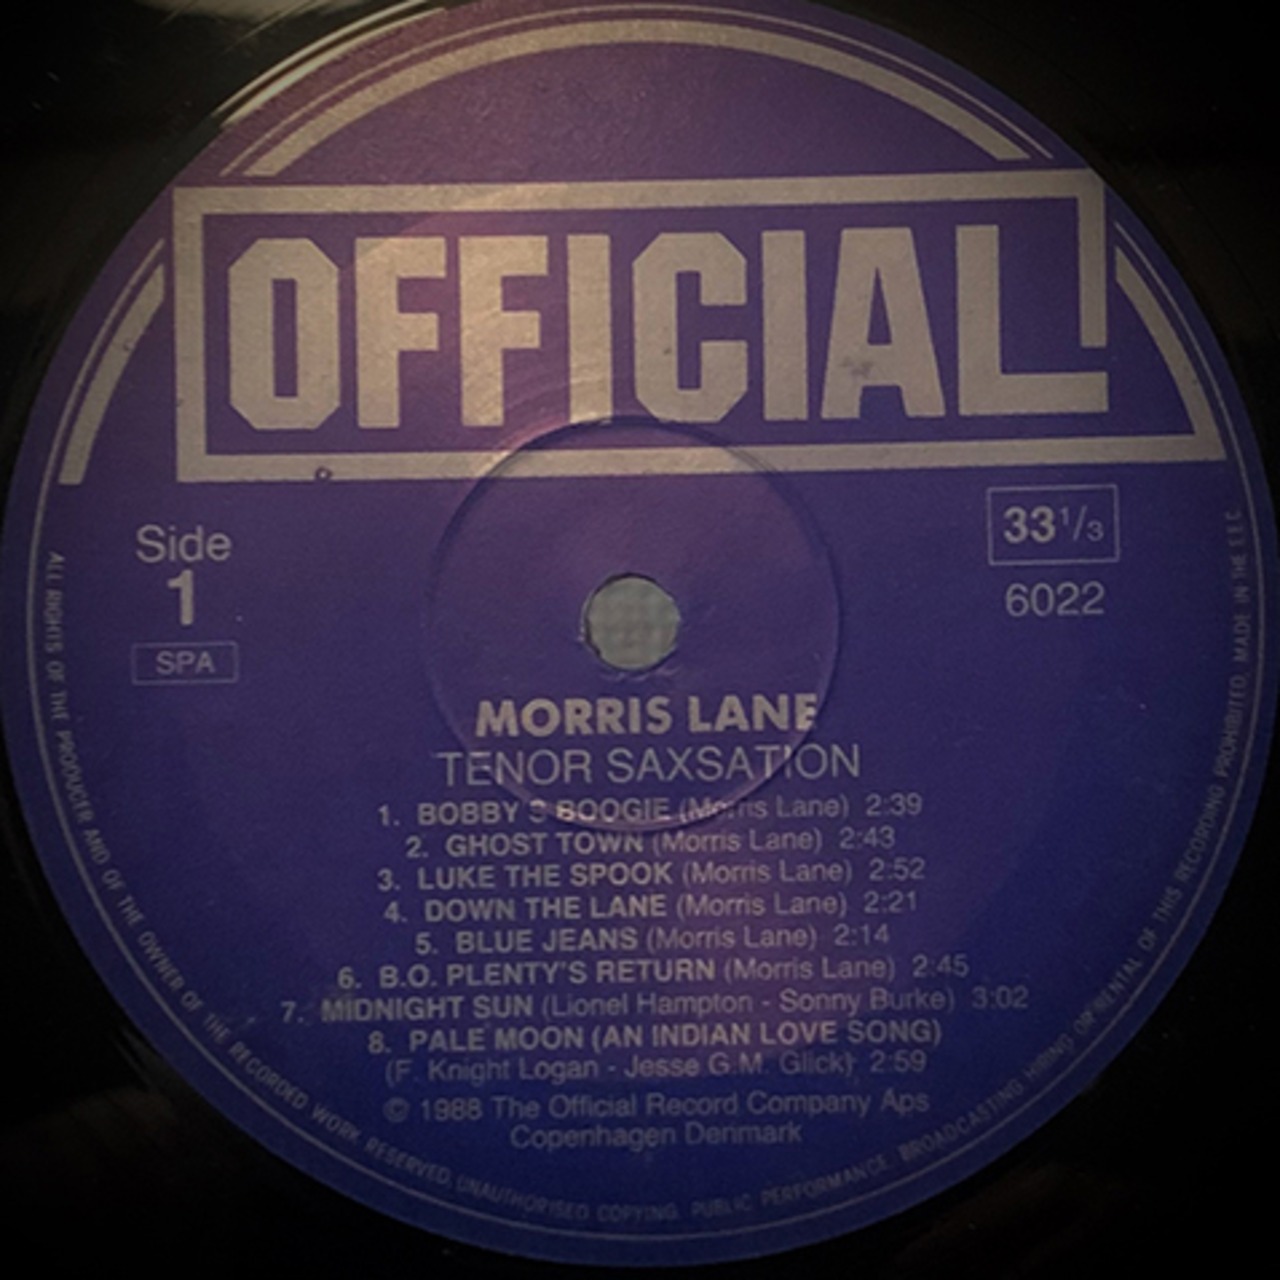 OFFICIAL
Side
1
SPA
33 1/3
6022
MORRIS LANE
TENOR SAXSATION
1. BOBBY'S BOOGIE (Morris Lane) 2:39
2. GHOST TOWN (Morris Lane) 2:43
3. LUKE THE SPOOK (Morris Lane) 2:52
4. DOWN THE LANE (Morris Lane) 2:21
5. BLUE JEANS (Morris Lane) 2:14
6. B.O. PLENTY'S RETURN (Morris Lane) 2:45
7. MIDNIGHT SUN (Lionel Hampton - Sonny Burke) 3:02
8. PALE MOON (AN INDIAN LOVE SONG)
(F. Knight Logan - Jesse G.M. Glick) 2:59
© 1988 The Official Record Company Aps
Copenhagen Denmark
ALL RIGHTS OF THE PRODUCER AND OF THE OWNER OF THE RECORDED WORK RESERVED. UNAUTHORISED COPYING. PUBLIC PERFORMANCE. BROADCASTING HIRING OR RENTAL OF THIS RECORDING PROHIBITED, MADE IN THE E.E.C.